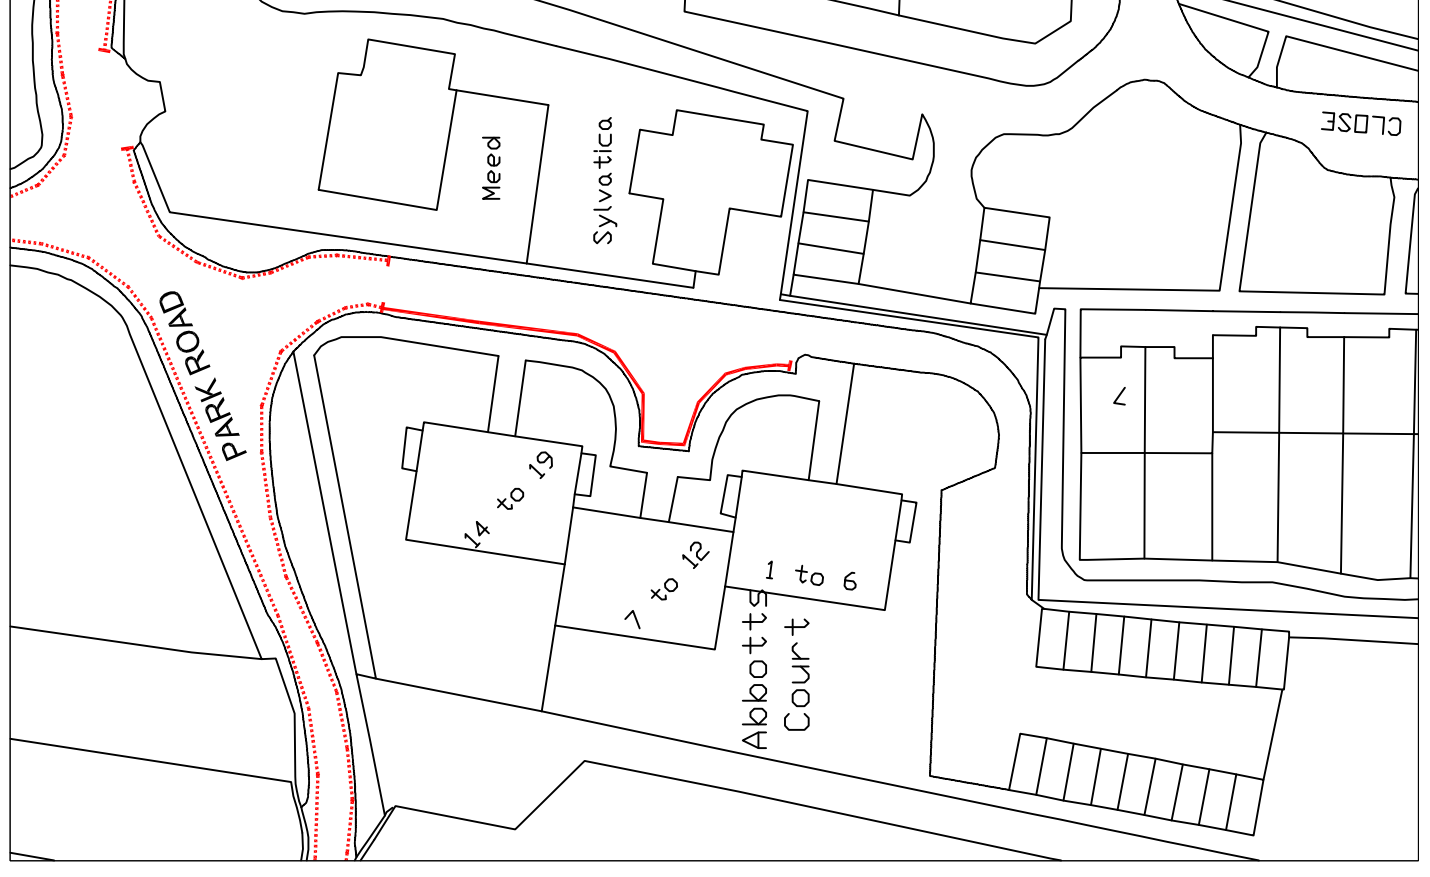 CLOSE
Meed
Sylvatica
PARK ROAD
7
14 to 19
7 to 12
1 to 6
Abbotts
Court